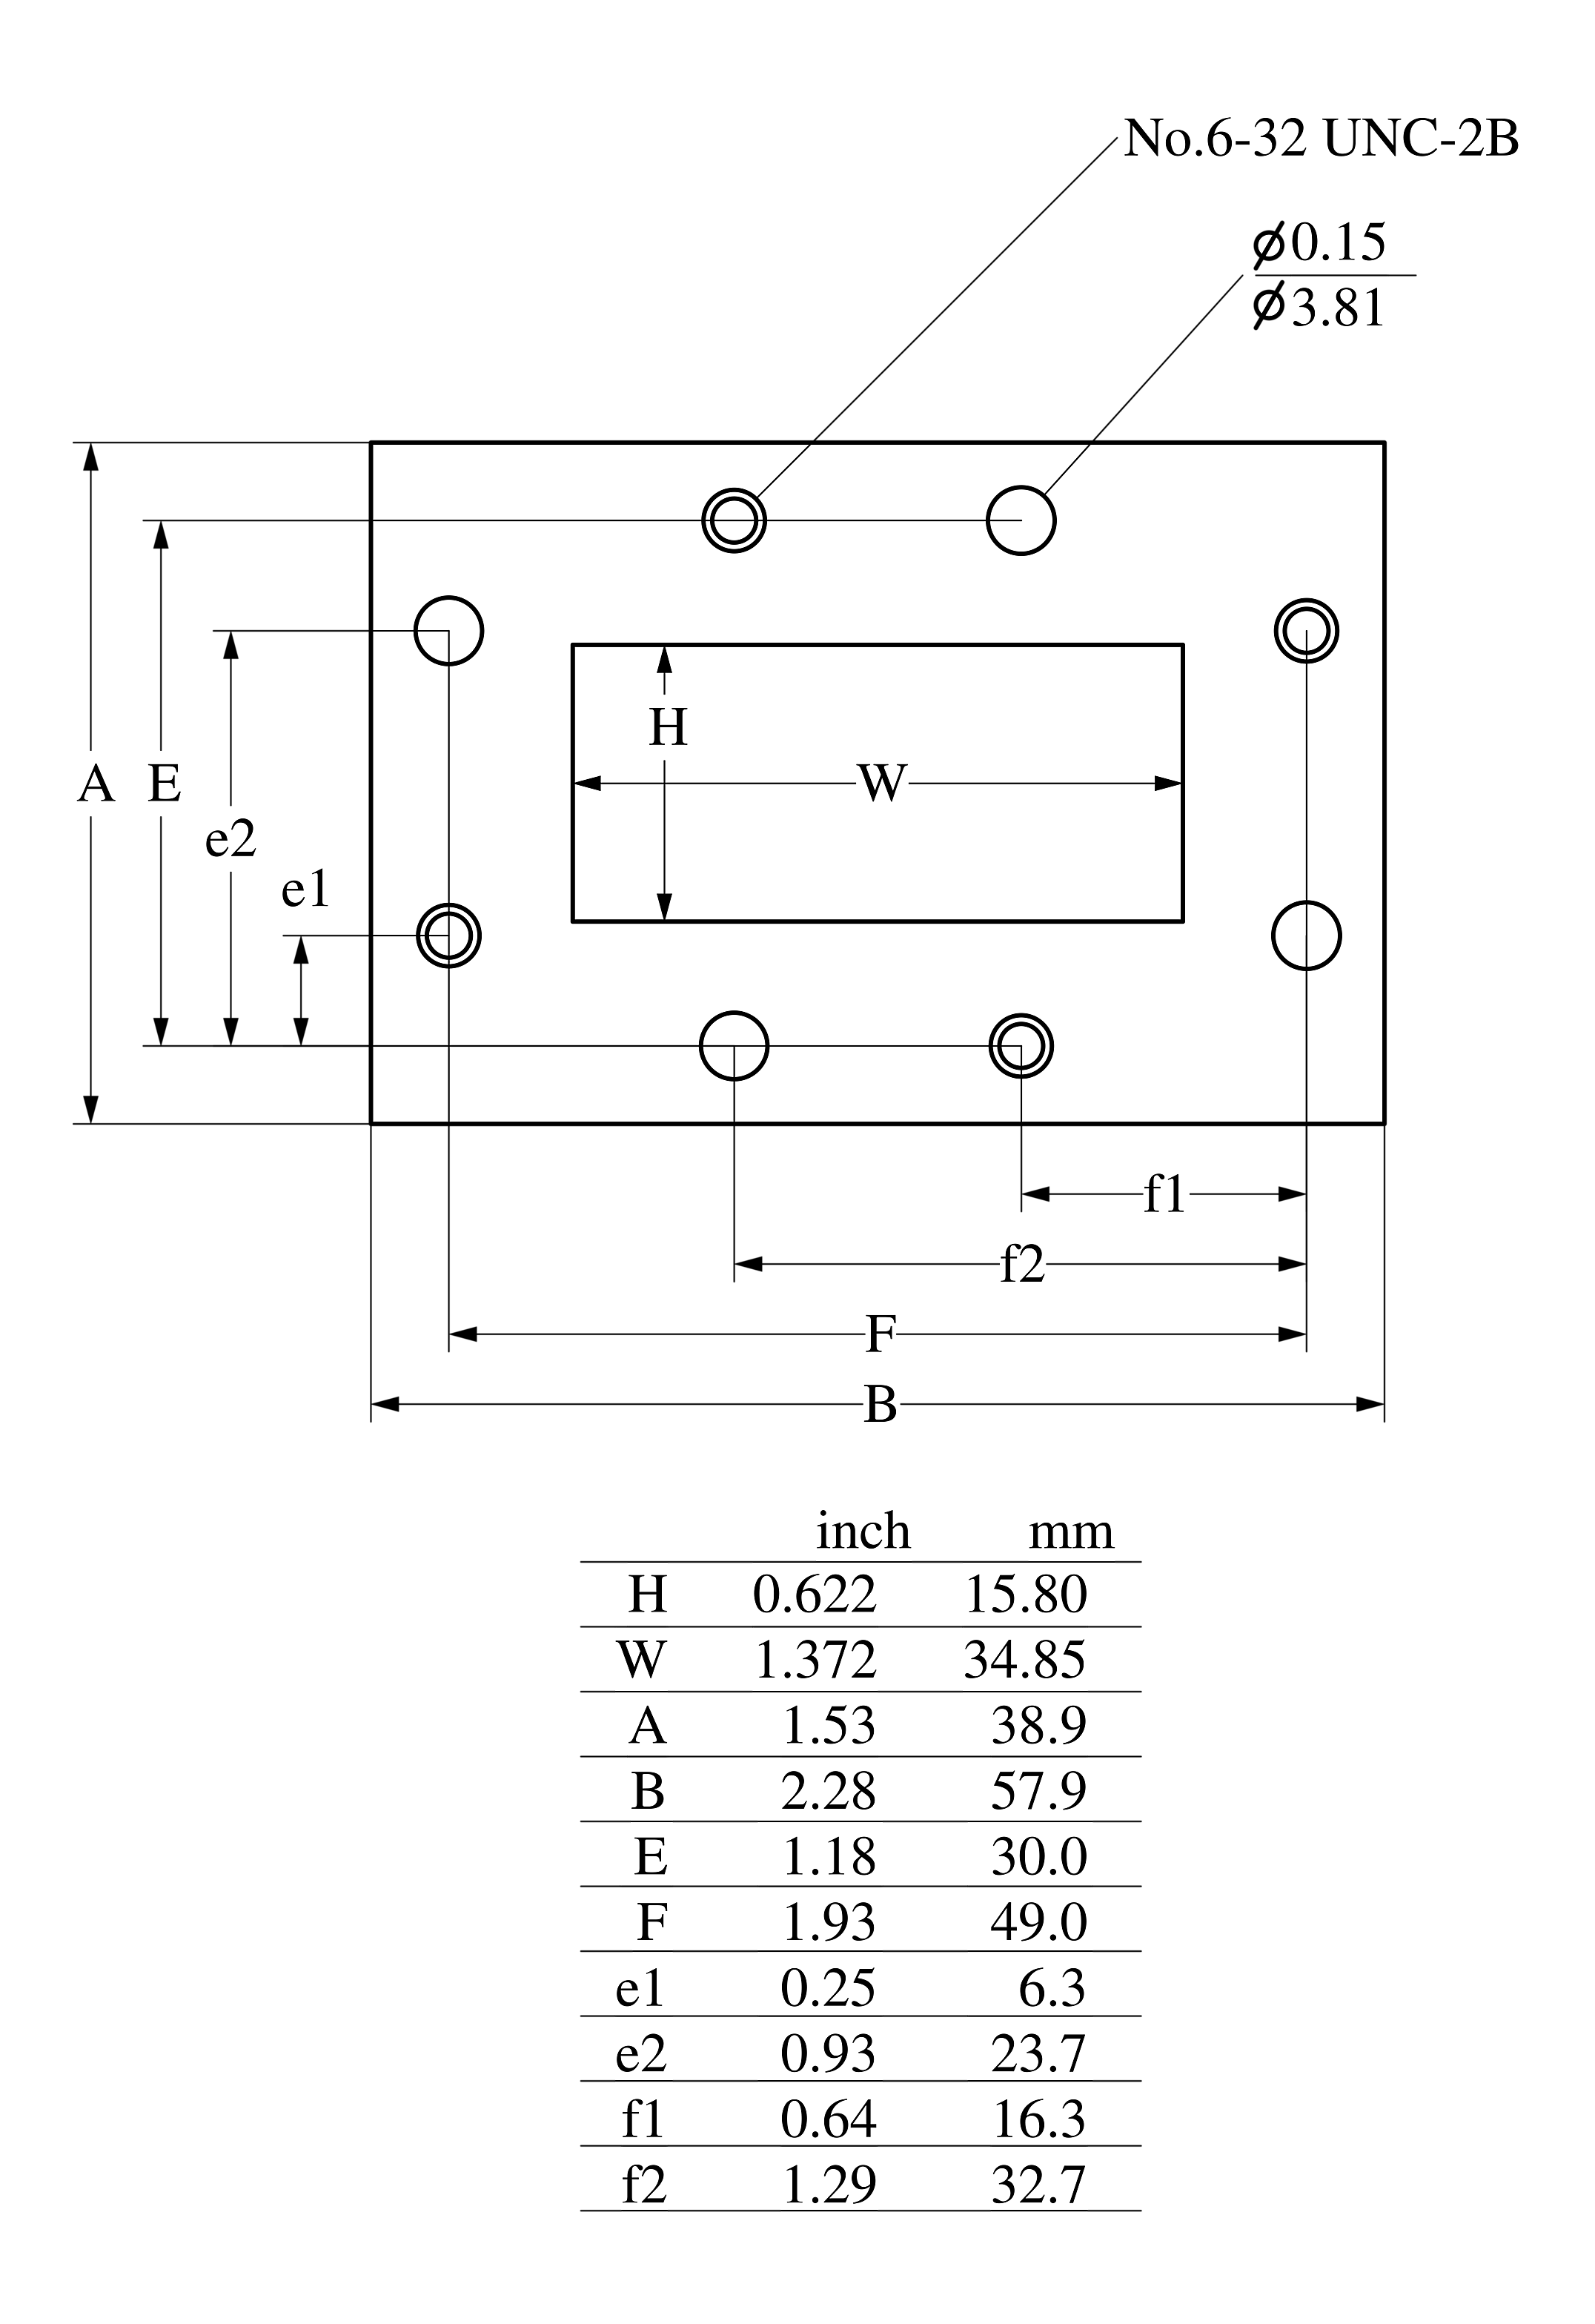 No.6-32 UNC-2B
⌀0.15
⌀3.81
H
A E W
e2
e1
f1
f2
F
B
inch mm
H 0.622 15.80
W 1.372 34.85
A 1.53 38.9
B 2.28 57.9
E 1.18 30.0
F 1.93 49.0
e1 0.25 6.3
e2 0.93 23.7
f1 0.64 16.3
f2 1.29 32.7